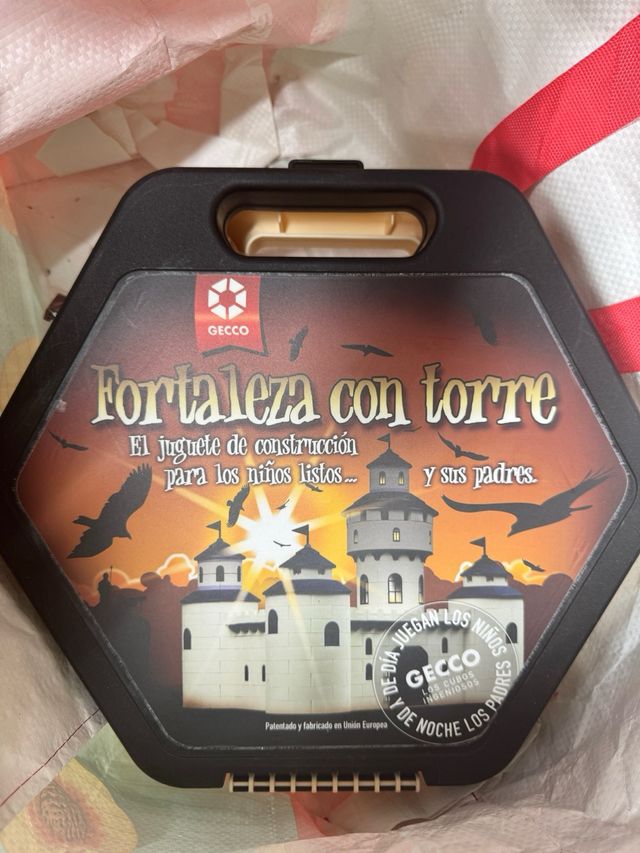 GECCO
Fortaleza con torre
El juguete de construcción
para los niños listos... y sus padres.
DE DÍA JUEGAN LOS NIÑOS
GECCO
LOS CUBOS
INGENIOSOS
Y DE NOCHE LOS PADRES
Patentado y fabricado en Unión Europea